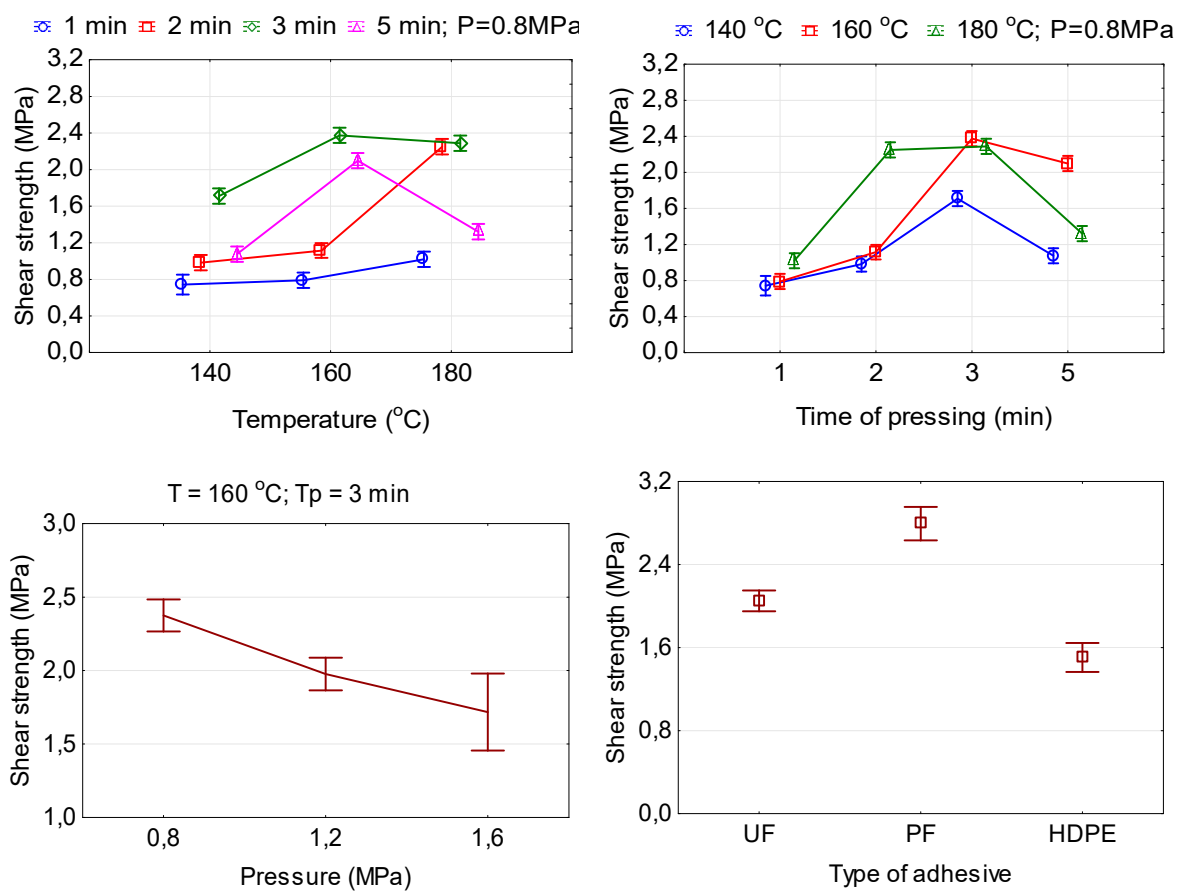 1 min 2 min 3 min 5 min; P=0.8MPa
Shear strength (MPa)
3,2
2,8
2,4
2,0
1,6
1,2
0,8
0,4
0,0
140 160 180
Temperature (°C)
140 °C 160 °C 180 °C; P=0.8MPa
Shear strength (MPa)
3,2
2,8
2,4
2,0
1,6
1,2
0,8
0,4
0,0
1 2 3 5
Time of pressing (min)
T = 160 °C; Tp = 3 min
Shear strength (MPa)
3,0
2,5
2,0
1,5
1,0
0,8 1,2 1,6
Pressure (MPa)
Shear strength (MPa)
3,2
2,4
1,6
0,8
0,0
UF PF HDPE
Type of adhesive